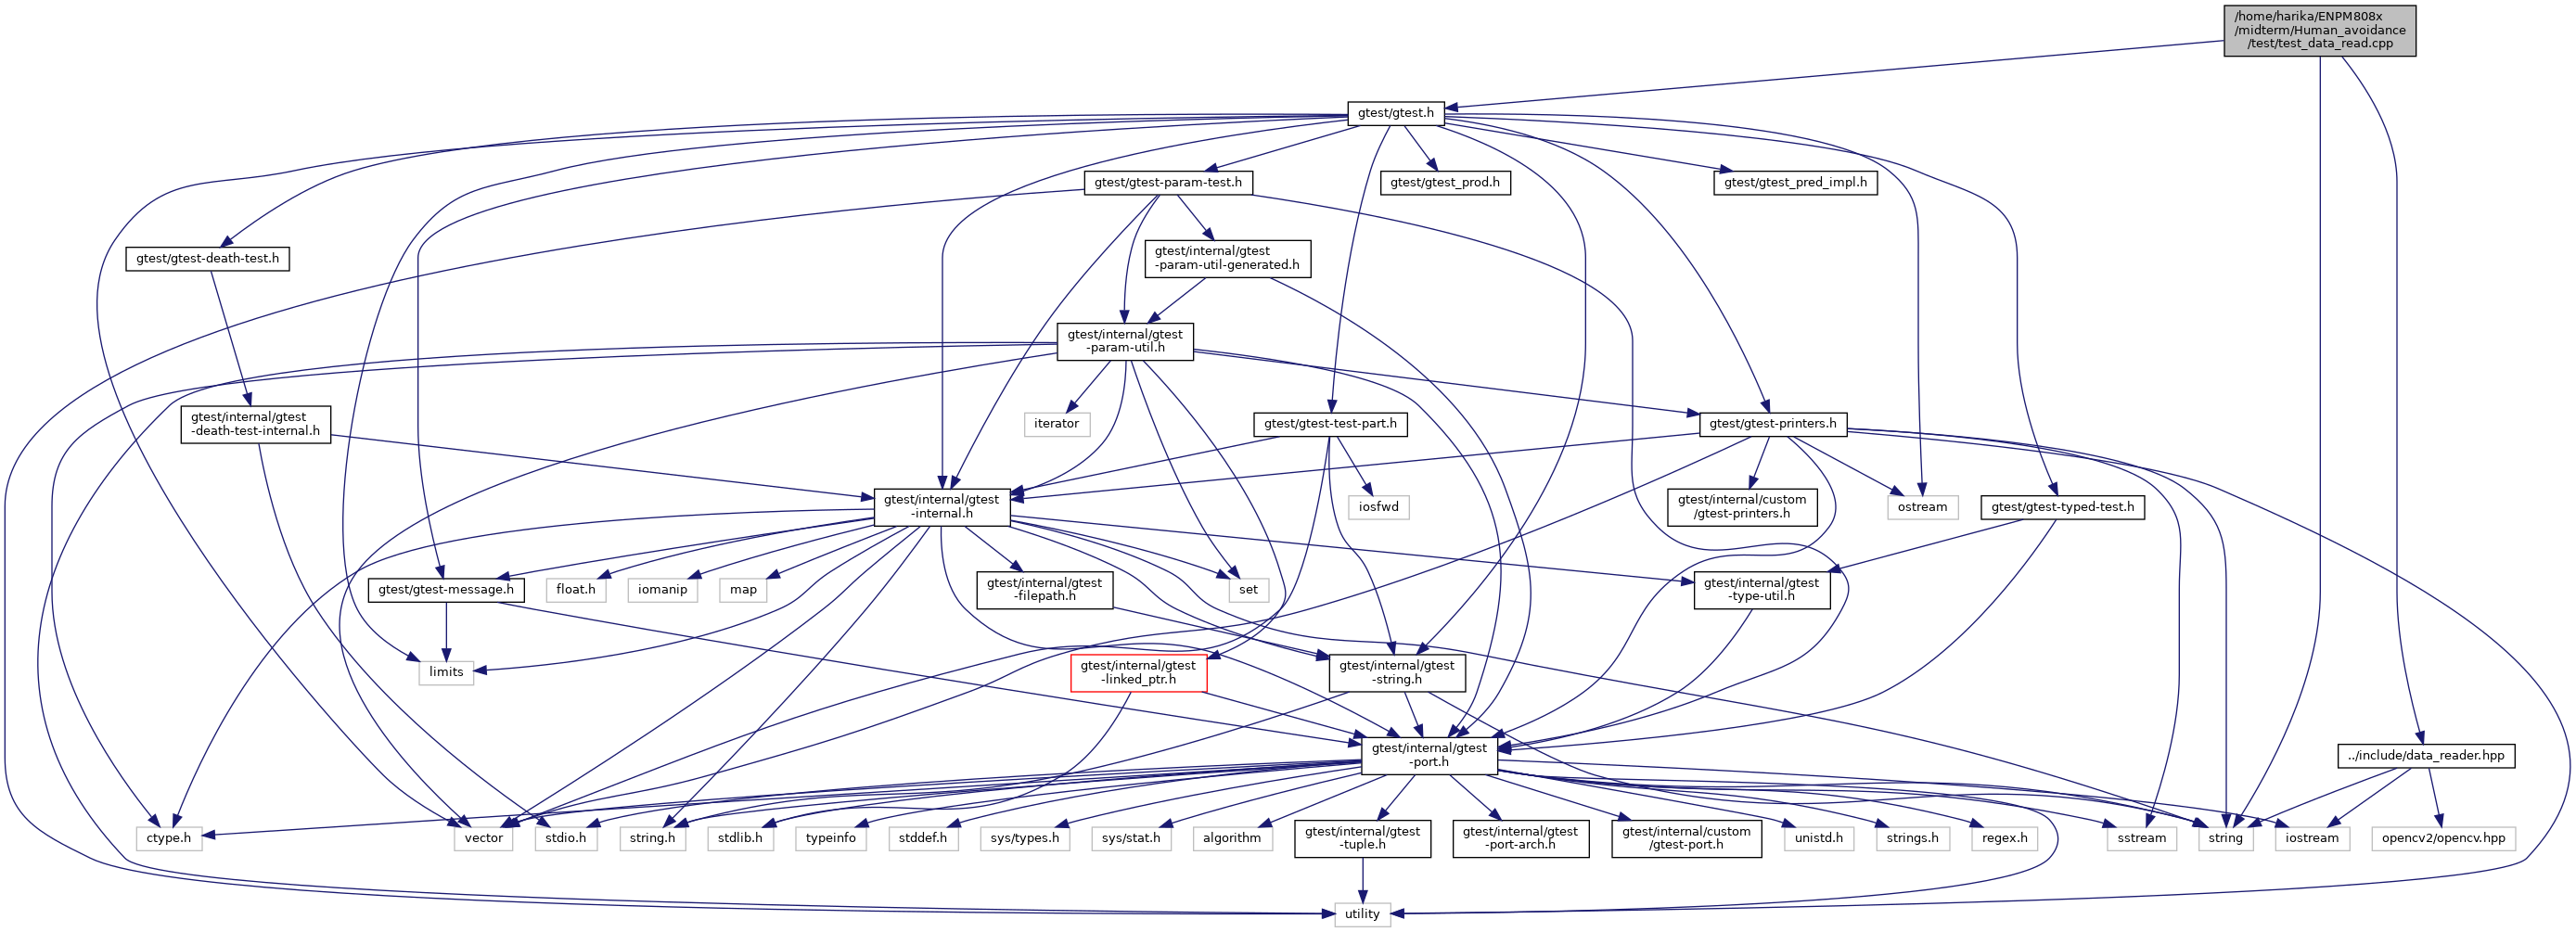 /home/harika/ENPM808x
/midterm/Human_avoidance
/test/test_data_read.cpp
gtest/gtest.h
gtest/gtest-param-test.h
gtest/gtest_prod.h
gtest/gtest_pred_impl.h
gtest/gtest-death-test.h
gtest/internal/gtest
-param-util-generated.h
gtest/internal/gtest
-param-util.h
gtest/internal/gtest
-death-test-internal.h
iterator
gtest/gtest-test-part.h
gtest/gtest-printers.h
gtest/internal/gtest
-internal.h
iosfwd
gtest/internal/custom
/gtest-printers.h
ostream
gtest/gtest-typed-test.h
gtest/gtest-message.h
float.h
iomanip
map
gtest/internal/gtest
-filepath.h
set
gtest/internal/gtest
-type-util.h
limits
gtest/internal/gtest
-linked_ptr.h
gtest/internal/gtest
-string.h
gtest/internal/gtest
-port.h
../include/data_reader.hpp
ctype.h
vector
stdio.h
string.h
stdlib.h
typeinfo
stddef.h
sys/types.h
sys/stat.h
algorithm
gtest/internal/gtest
-tuple.h
gtest/internal/gtest
-port-arch.h
gtest/internal/custom
/gtest-port.h
unistd.h
strings.h
regex.h
sstream
string
iostream
opencv2/opencv.hpp
utility